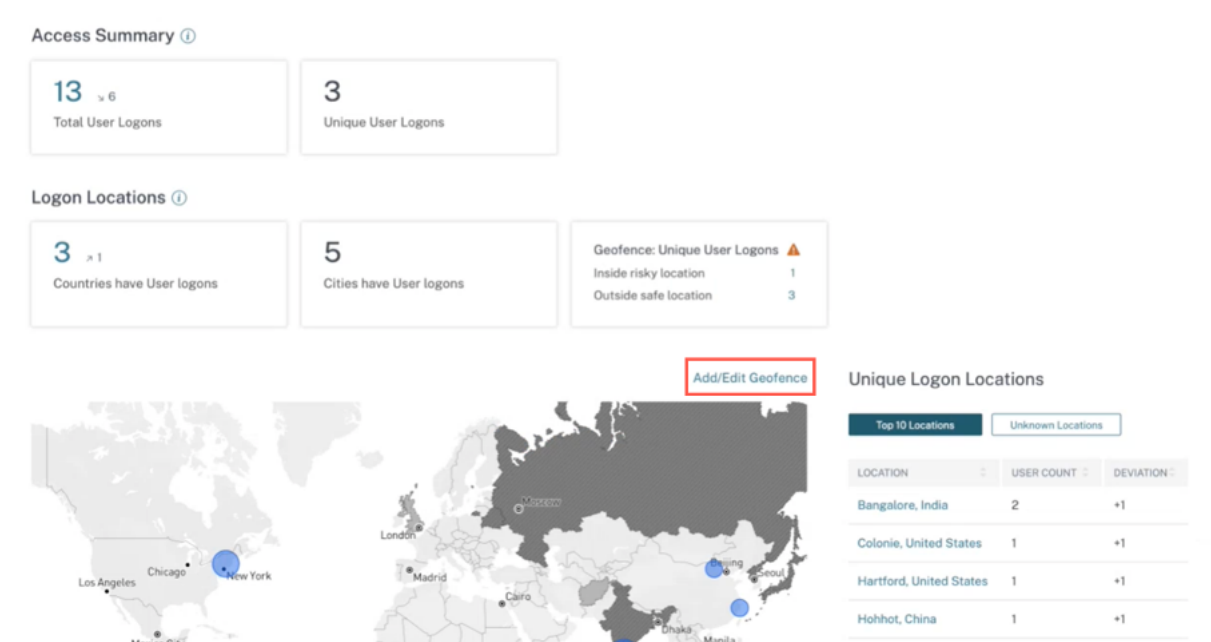 Access Summary
13 6
Total User Logons
3
Unique User Logons
Logon Locations
3 1
Countries have User logons
5
Cities have User logons
Geofence: Unique User Logons
Inside risky location 1
Outside safe location 3
Add/Edit Geofence
Moscow
London
Beijing
Seoul
Chicago
New York
Los Angeles
Madrid
Cairo
Dhaka
Manila
Unique Logon Locations
Top 10 Locations
Unknown Locations
LOCATION USER COUNT DEVIATION
Bangalore, India 2 +1
Colonie, United States 1 +1
Hartford, United States 1 +1
Hohhot, China 1 +1